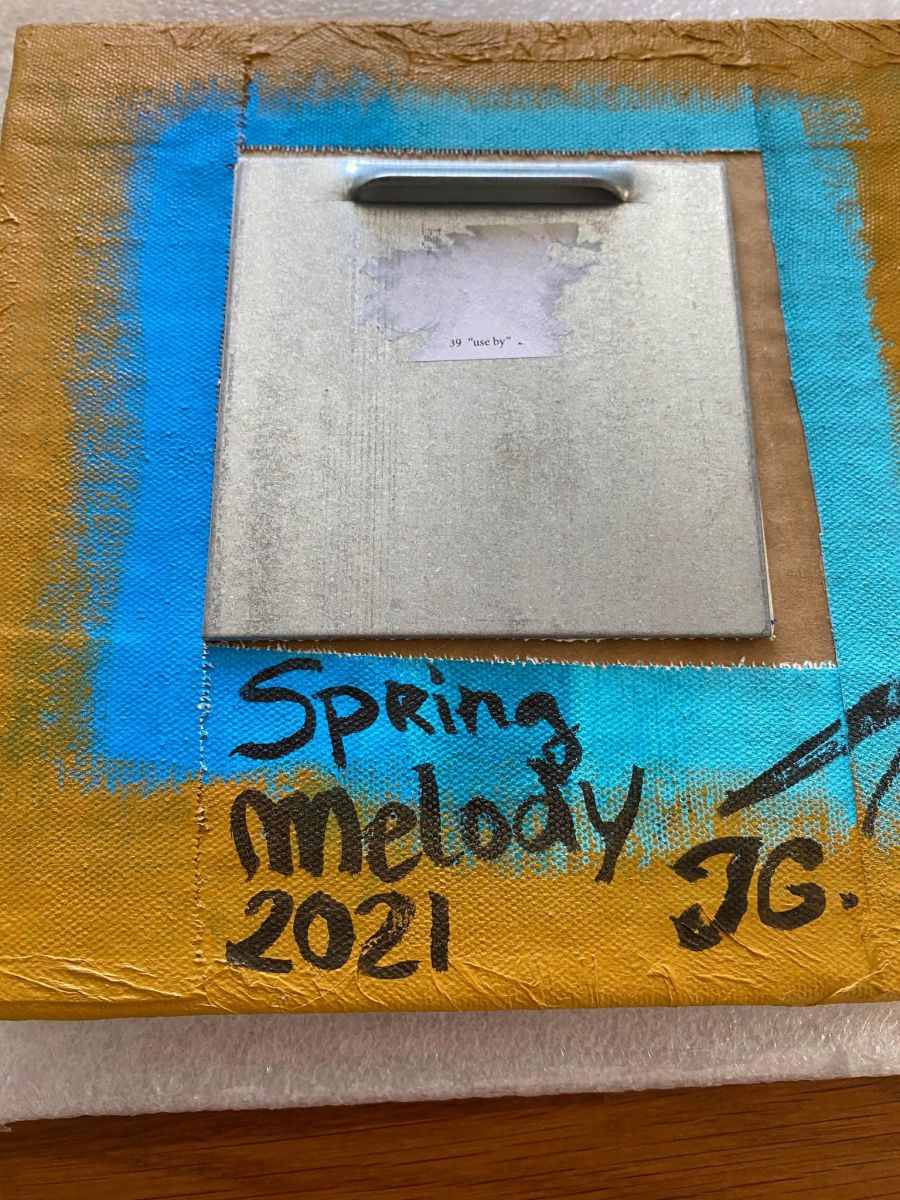 39 "use by"
Spring
Melody
2021
JG.